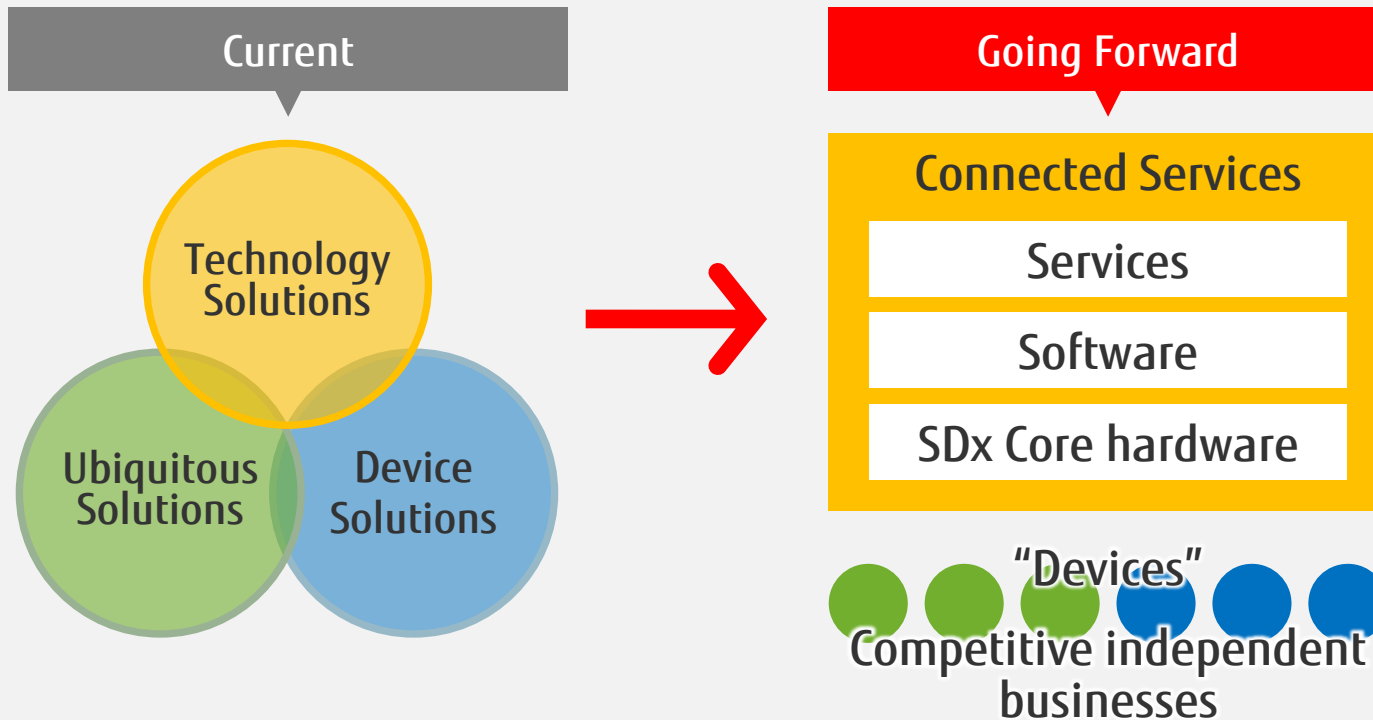 Current
Technology
Solutions
Ubiquitous
Solutions
Device
Solutions
Going Forward
Connected Services
Services
Software
SDx Core hardware
“Devices”
Competitive independent
businesses